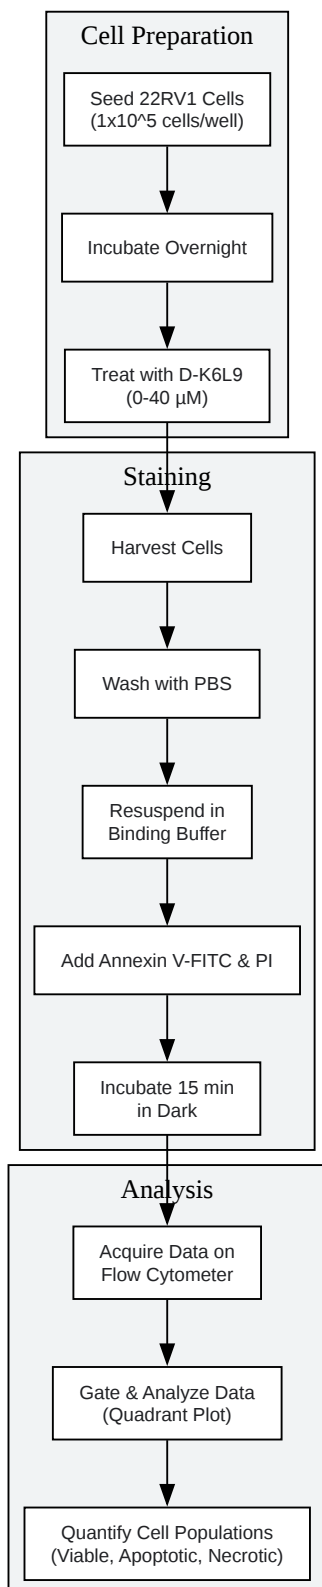 Cell Preparation
Seed 22RV1 Cells
(1x10^5 cells/well)
Incubate Overnight
Treat with D-K6L9
(0-40 µM)
Staining
Harvest Cells
Wash with PBS
Resuspend in
Binding Buffer
Add Annexin V-FITC & PI
Incubate 15 min
in Dark
Analysis
Acquire Data on
Flow Cytometer
Gate & Analyze Data
(Quadrant Plot)
Quantify Cell Populations
(Viable, Apoptotic, Necrotic)